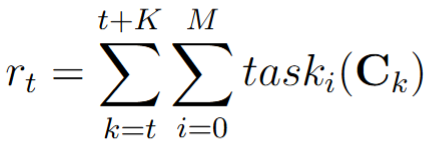 r_t = \sum_{k=t}^{t+K} \sum_{i=0}^{M} task_i(\mathbf{C}_k)